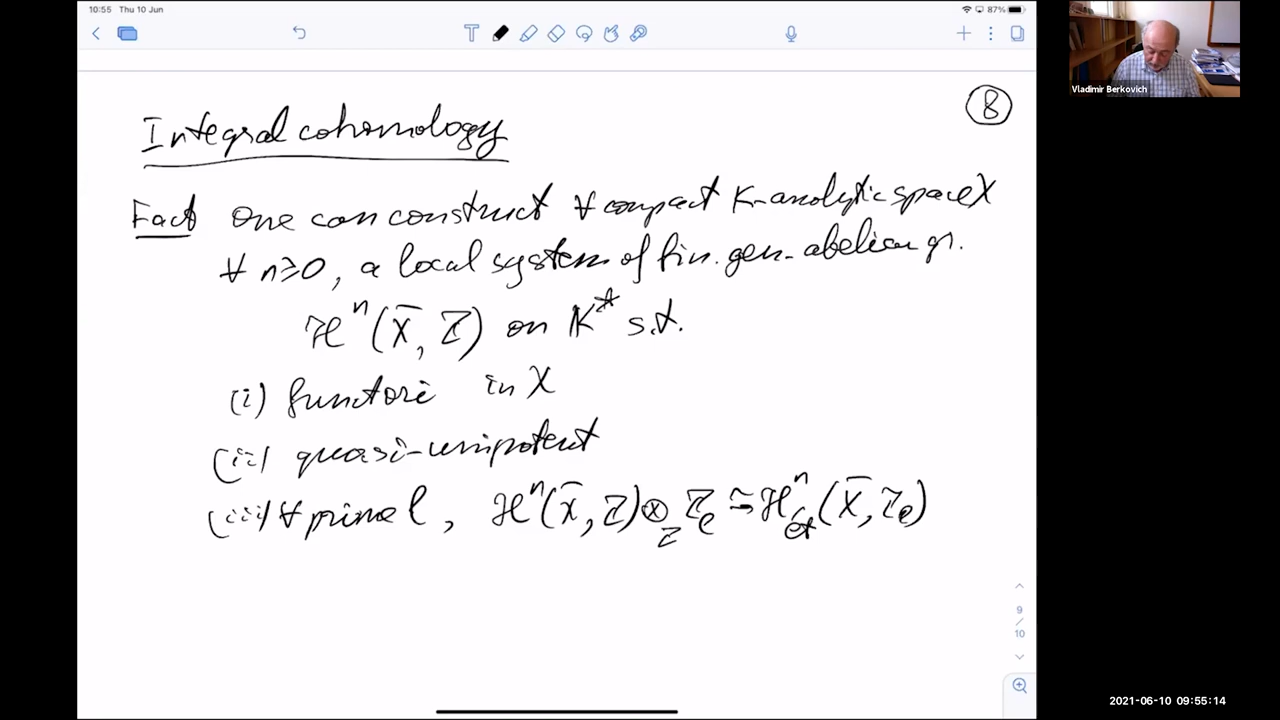 10:55 Thu 10 Jun
87%
Vladimir Berkovich
8
Integral cohomology
Fact One can construct ∀ compact K-analytic space X
∀ n≥0, a local system of fin. gen. abelian gr.
ℋⁿ(X̄, ℤ) on K* s.t.
(i) functori in X
(ii) quasi-unipotent
(iii) ∀ prime l, ℋⁿ(X̄, ℤ) ⊗_ℤ ℤ_l ≃ ℋⁿ_ét(X̄, ℤ_l)
9
/
10
2021-06-10 09:55:14